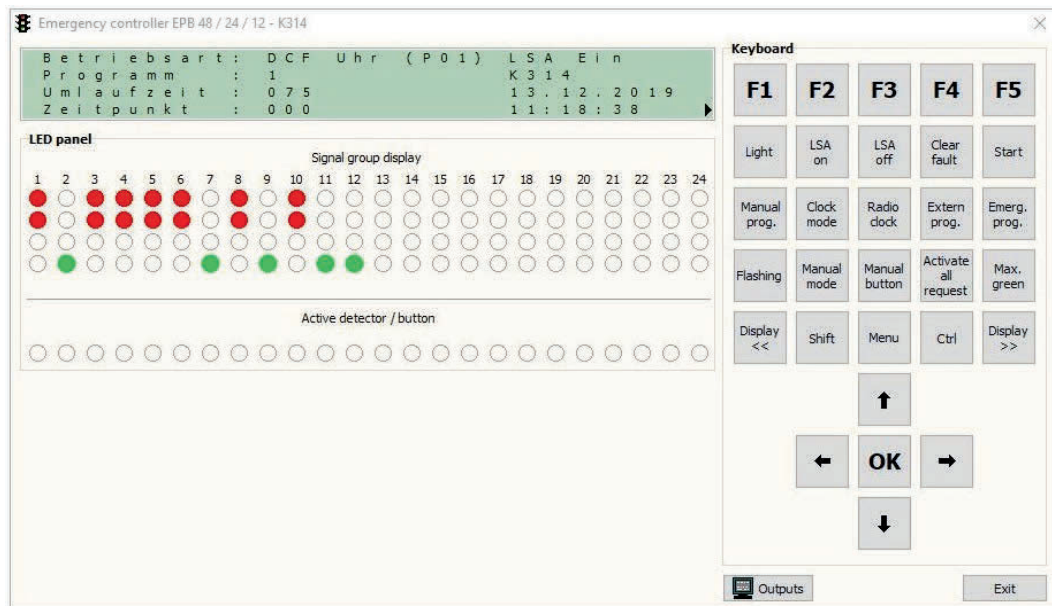 Emergency controller EPB 48 / 24 / 12 - K314
Betriebsart: DCF Uhr (P01) LSA Ein
Programm : 1 K314
Umlaufzeit : 075 13.12.2019
Zeitpunkt : 000 11:18:38
LED panel
Signal group display
1 2 3 4 5 6 7 8 9 10 11 12 13 14 15 16 17 18 19 20 21 22 23 24
Active detector / button
Keyboard
F1 F2 F3 F4 F5
Light
LSA
on
LSA
off
Clear
fault
Start
Manual
prog.
Clock
mode
Radio
clock
Extern
prog.
Emerg.
prog.
Flashing
Manual
mode
Manual
button
Activate
all
request
Max.
green
Display
<<
Shift
Menu
Ctrl
Display
>>
OK
Outputs
Exit